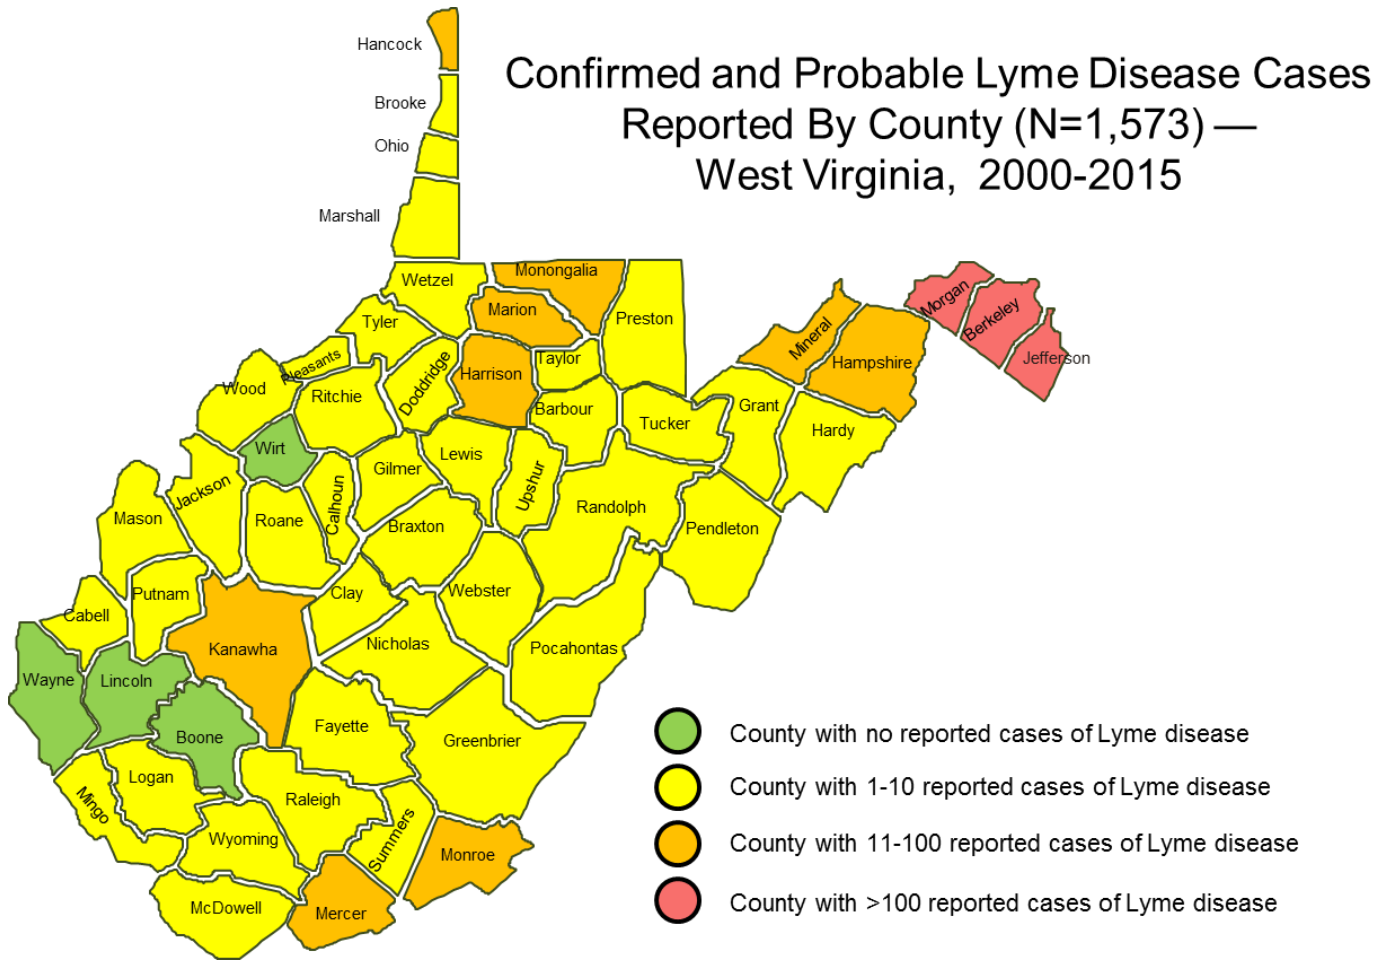 Confirmed and Probable Lyme Disease Cases
Reported By County (N=1,573) —
West Virginia, 2000-2015
Hancock
Brooke
Ohio
Marshall
Wetzel
Monongalia
Marion
Preston
Tyler
Pleasants
Doddridge
Harrison
Taylor
Mineral
Hampshire
Morgan
Berkeley
Jefferson
Wood
Ritchie
Barbour
Tucker
Grant
Hardy
Wirt
Gilmer
Lewis
Upshur
Randolph
Pendleton
Jackson
Calhoun
Mason
Roane
Braxton
Putnam
Clay
Webster
Cabell
Kanawha
Nicholas
Pocahontas
Wayne
Lincoln
Boone
Fayette
Greenbrier
Logan
Mingo
Raleigh
Summers
Wyoming
Monroe
McDowell
Mercer
County with no reported cases of Lyme disease
County with 1-10 reported cases of Lyme disease
County with 11-100 reported cases of Lyme disease
County with >100 reported cases of Lyme disease